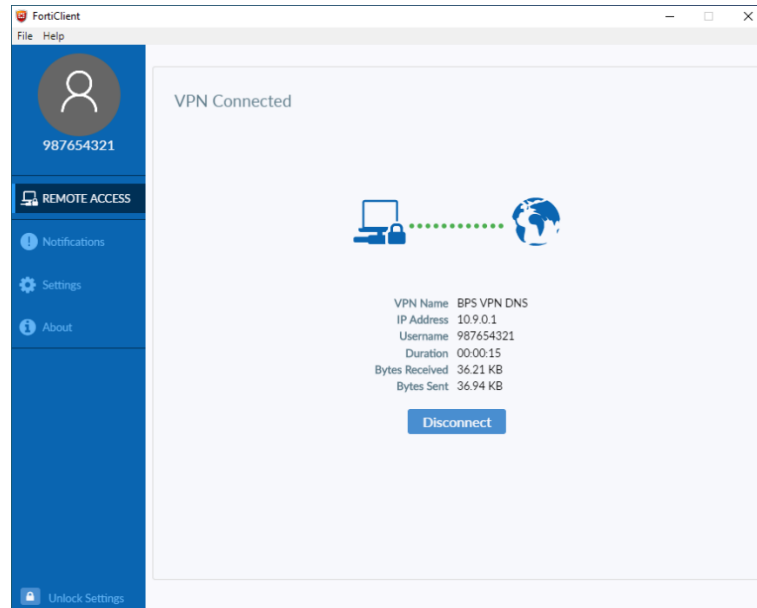 FortiClient
File Help
987654321
REMOTE ACCESS
Notifications
Settings
About
Unlock Settings
VPN Connected
VPN Name BPS VPN DNS
IP Address 10.9.0.1
Username 987654321
Duration 00:00:15
Bytes Received 36.21 KB
Bytes Sent 36.94 KB
Disconnect